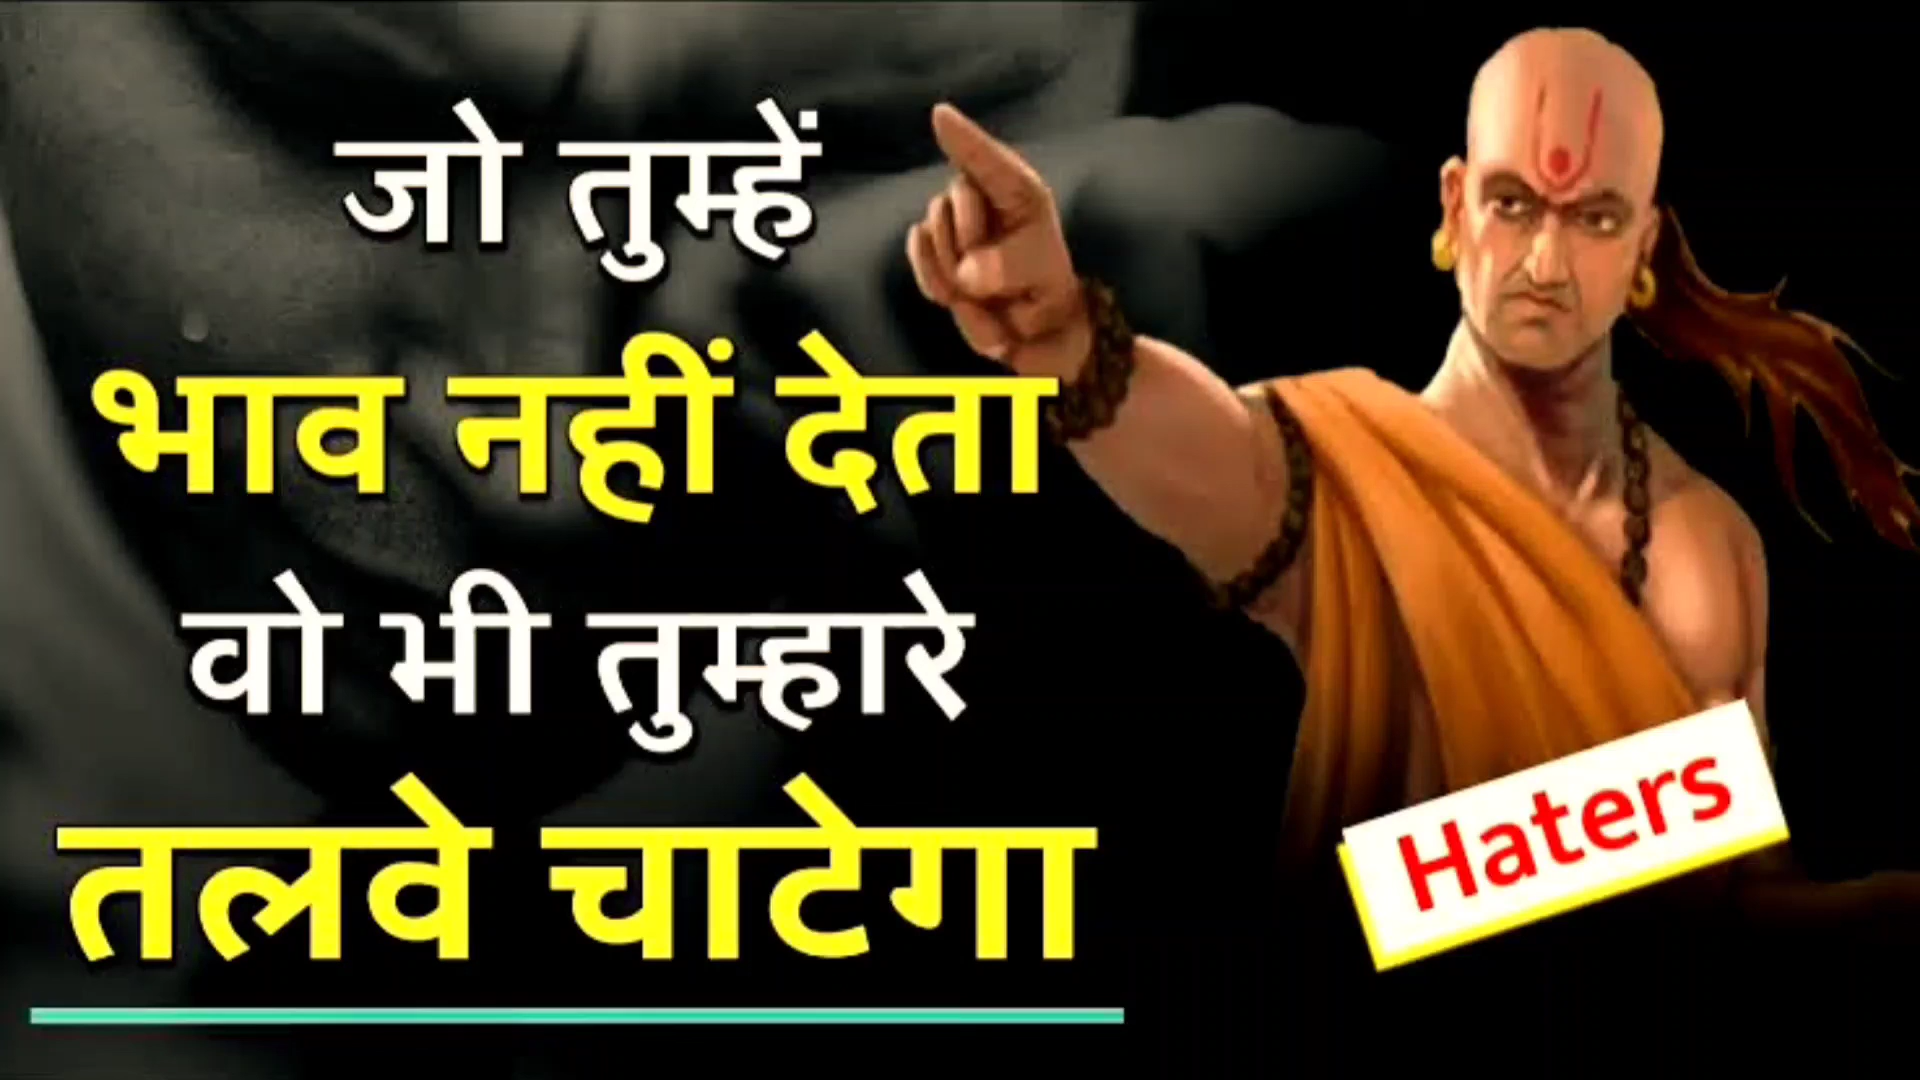 जो तुम्हें
भाव नहीं देता
वो भी तुम्हारे
तलवे चाटेगा
Haters